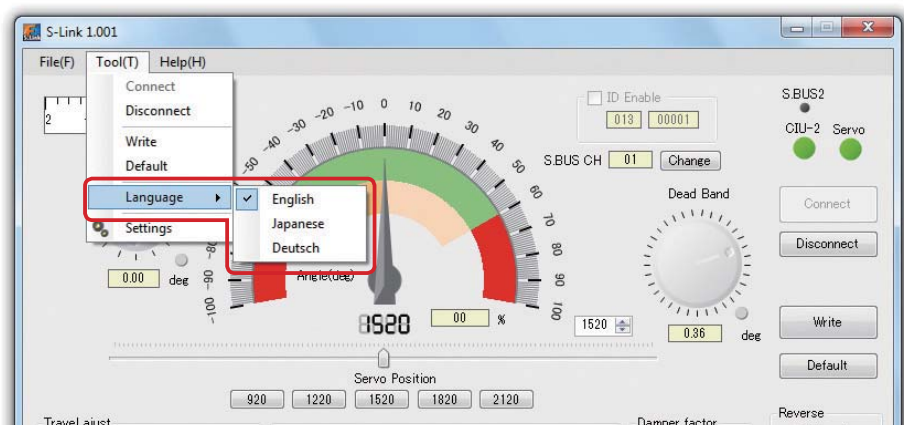 S-Link 1.001
File(F) Tool(T) Help(H)
Connect
Disconnect
Write
Default
Language
English
Japanese
Deutsch
Settings
2
-100 -90 -80 -50 -40 -30 -20 -10 0 10 20 30 40 50 60 70 80 90 100
Angle(deg)
0.00 deg
1520
00 %
1520
ID Enable
013 00001
S.BUS CH 01 Change
Dead Band
0.36 deg
S.BUS2
CIU-2 Servo
Connect
Disconnect
Write
Default
Servo Position
920 1220 1520 1820 2120
Travel ajust
Damper factor
Reverse